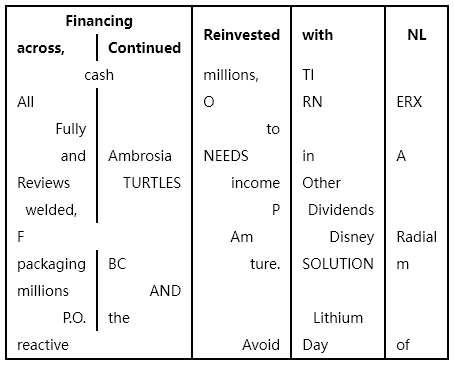 Financing
across, Continued Reinvested with NL
cash millions, TI
All O RN ERX
Fully to
and Ambrosia NEEDS in A
Reviews TURTLES income Other
welded, P Dividends
F Am Disney Radial
packaging BC ture. SOLUTION m
millions AND
P.O. the Lithium
reactive Avoid Day of